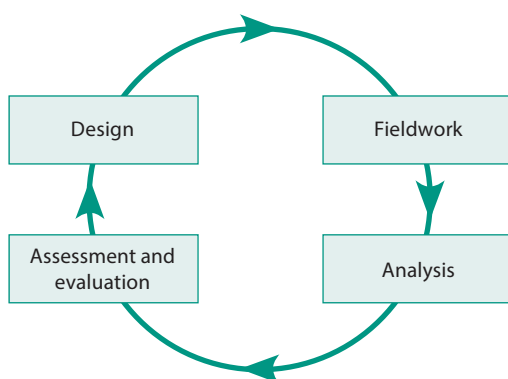 Design
Fieldwork
Assessment and
evaluation
Analysis